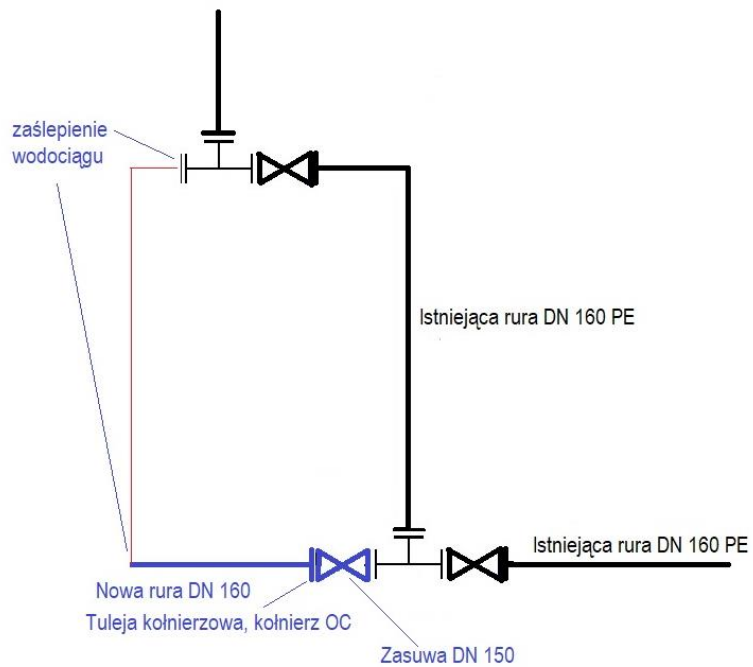 zaślepienie
wodociągu
Istniejąca rura DN 160 PE
Istniejąca rura DN 160 PE
Nowa rura DN 160
Tuleja kołnierzowa, kołnierz OC
Zasuwa DN 150